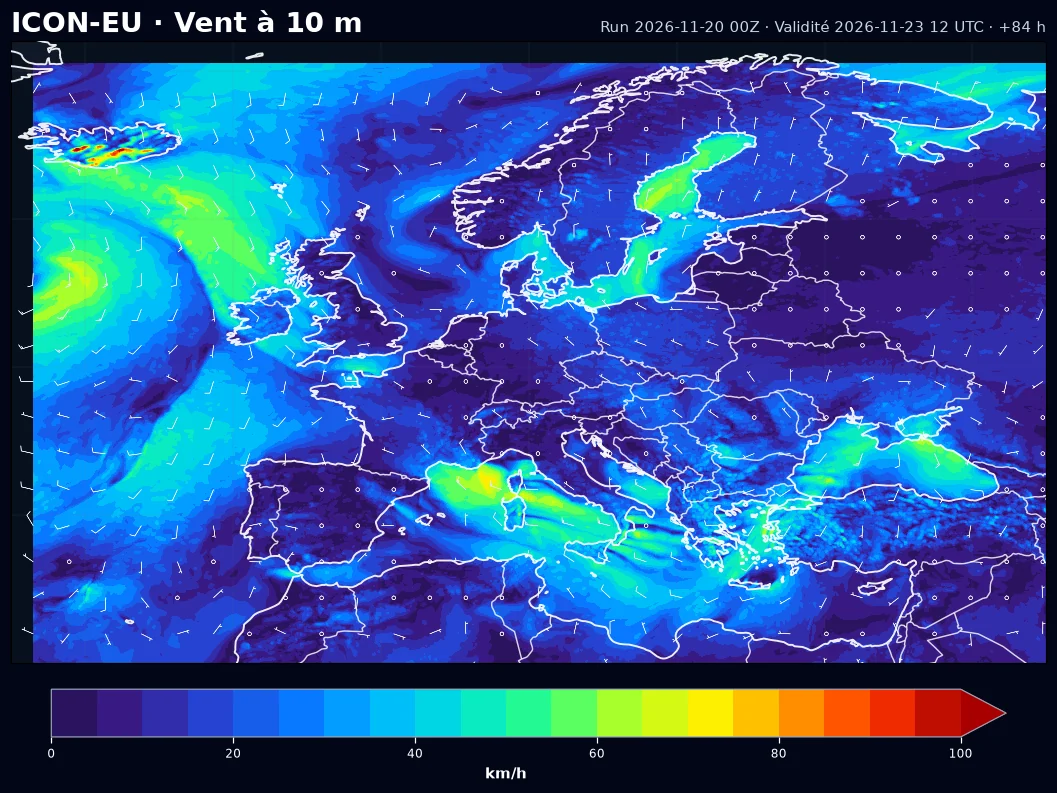 ICON-EU · Vent à 10 m
Run 2026-11-20 00Z · Validité 2026-11-23 12 UTC · +84 h
0 20 40 60 80 100
km/h